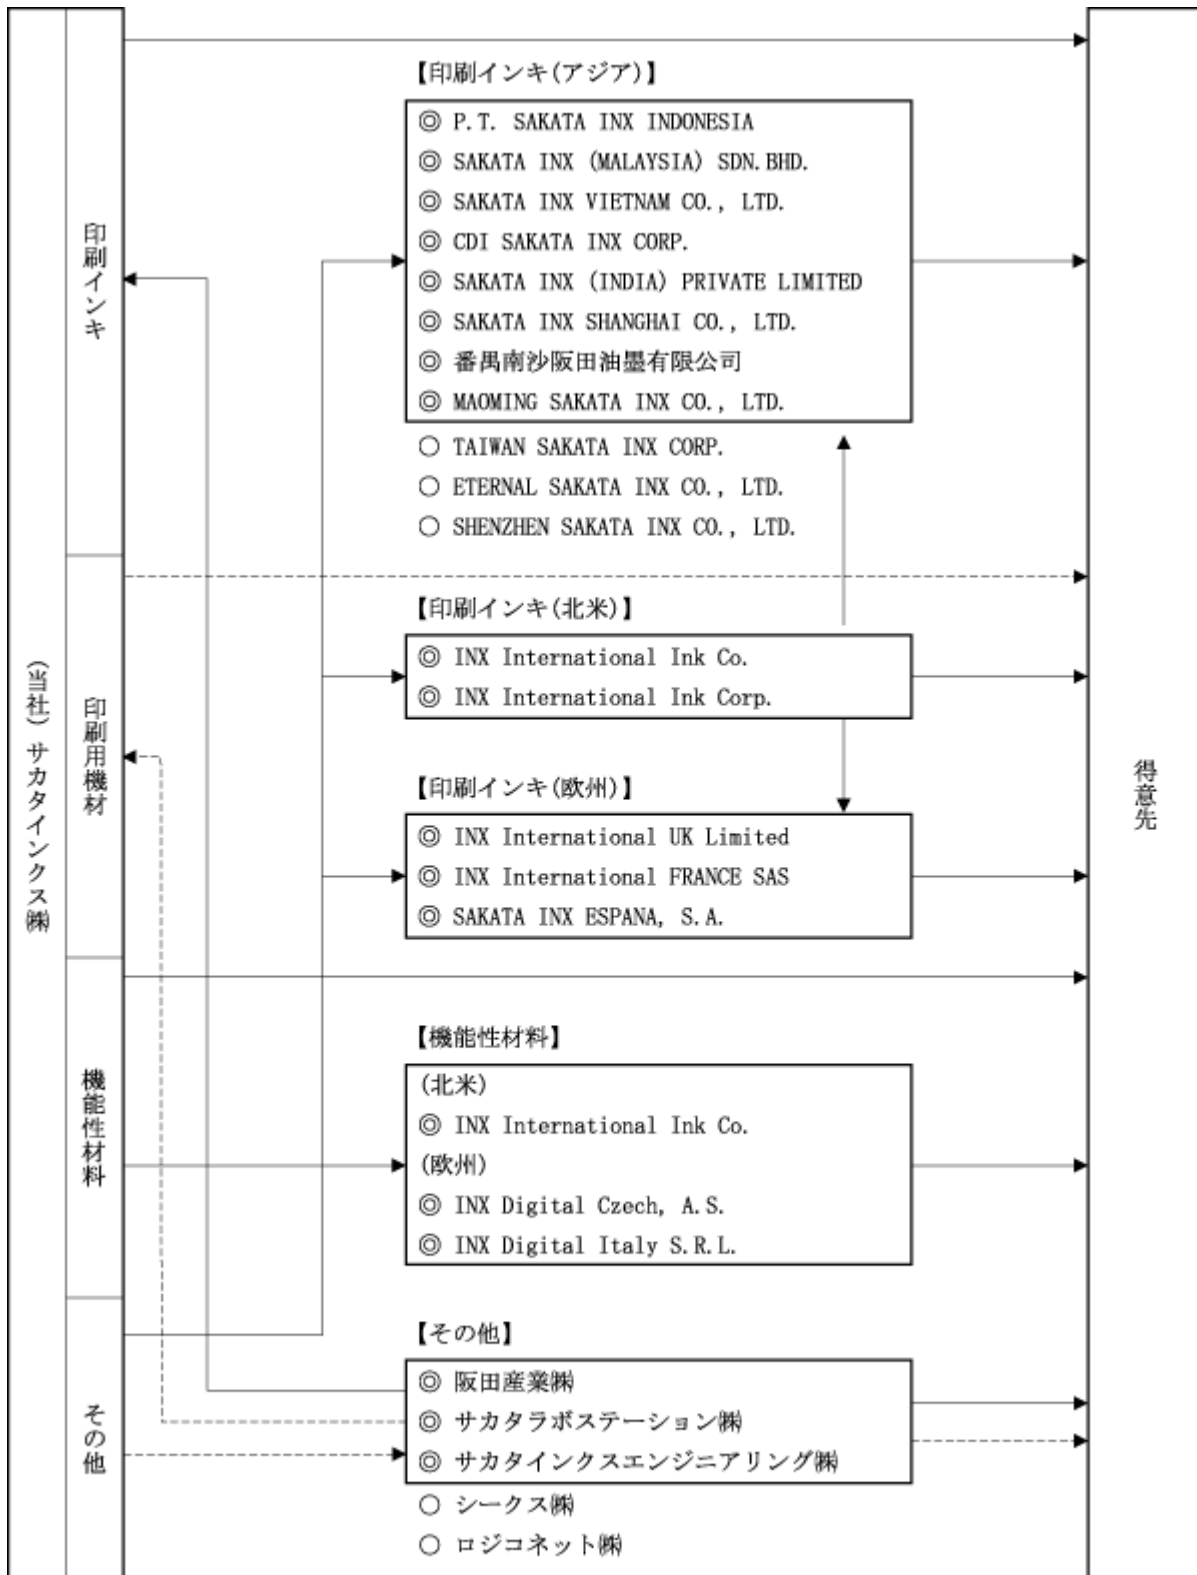 (当社) サカタインクス㈱
印刷インキ
印刷用機材
機能性材料
その他
【印刷インキ(アジア)】
◎ P.T. SAKATA INX INDONESIA
◎ SAKATA INX (MALAYSIA) SDN.BHD.
◎ SAKATA INX VIETNAM CO., LTD.
◎ CDI SAKATA INX CORP.
◎ SAKATA INX (INDIA) PRIVATE LIMITED
◎ SAKATA INX SHANGHAI CO., LTD.
◎ 番禺南沙阪田油墨有限公司
◎ MAOMING SAKATA INX CO., LTD.
○ TAIWAN SAKATA INX CORP.
○ ETERNAL SAKATA INX CO., LTD.
○ SHENZHEN SAKATA INX CO., LTD.
【印刷インキ(北米)】
◎ INX International Ink Co.
◎ INX International Ink Corp.
【印刷インキ(欧州)】
◎ INX International UK Limited
◎ INX International FRANCE SAS
◎ SAKATA INX ESPANA, S.A.
【機能性材料】
(北米)
◎ INX International Ink Co.
(欧州)
◎ INX Digital Czech, A.S.
◎ INX Digital Italy S.R.L.
【その他】
◎ 阪田産業㈱
◎ サカタラボステーション㈱
◎ サカタインクスエンジニアリング㈱
○ シークス㈱
○ ロジコネット㈱
得意先